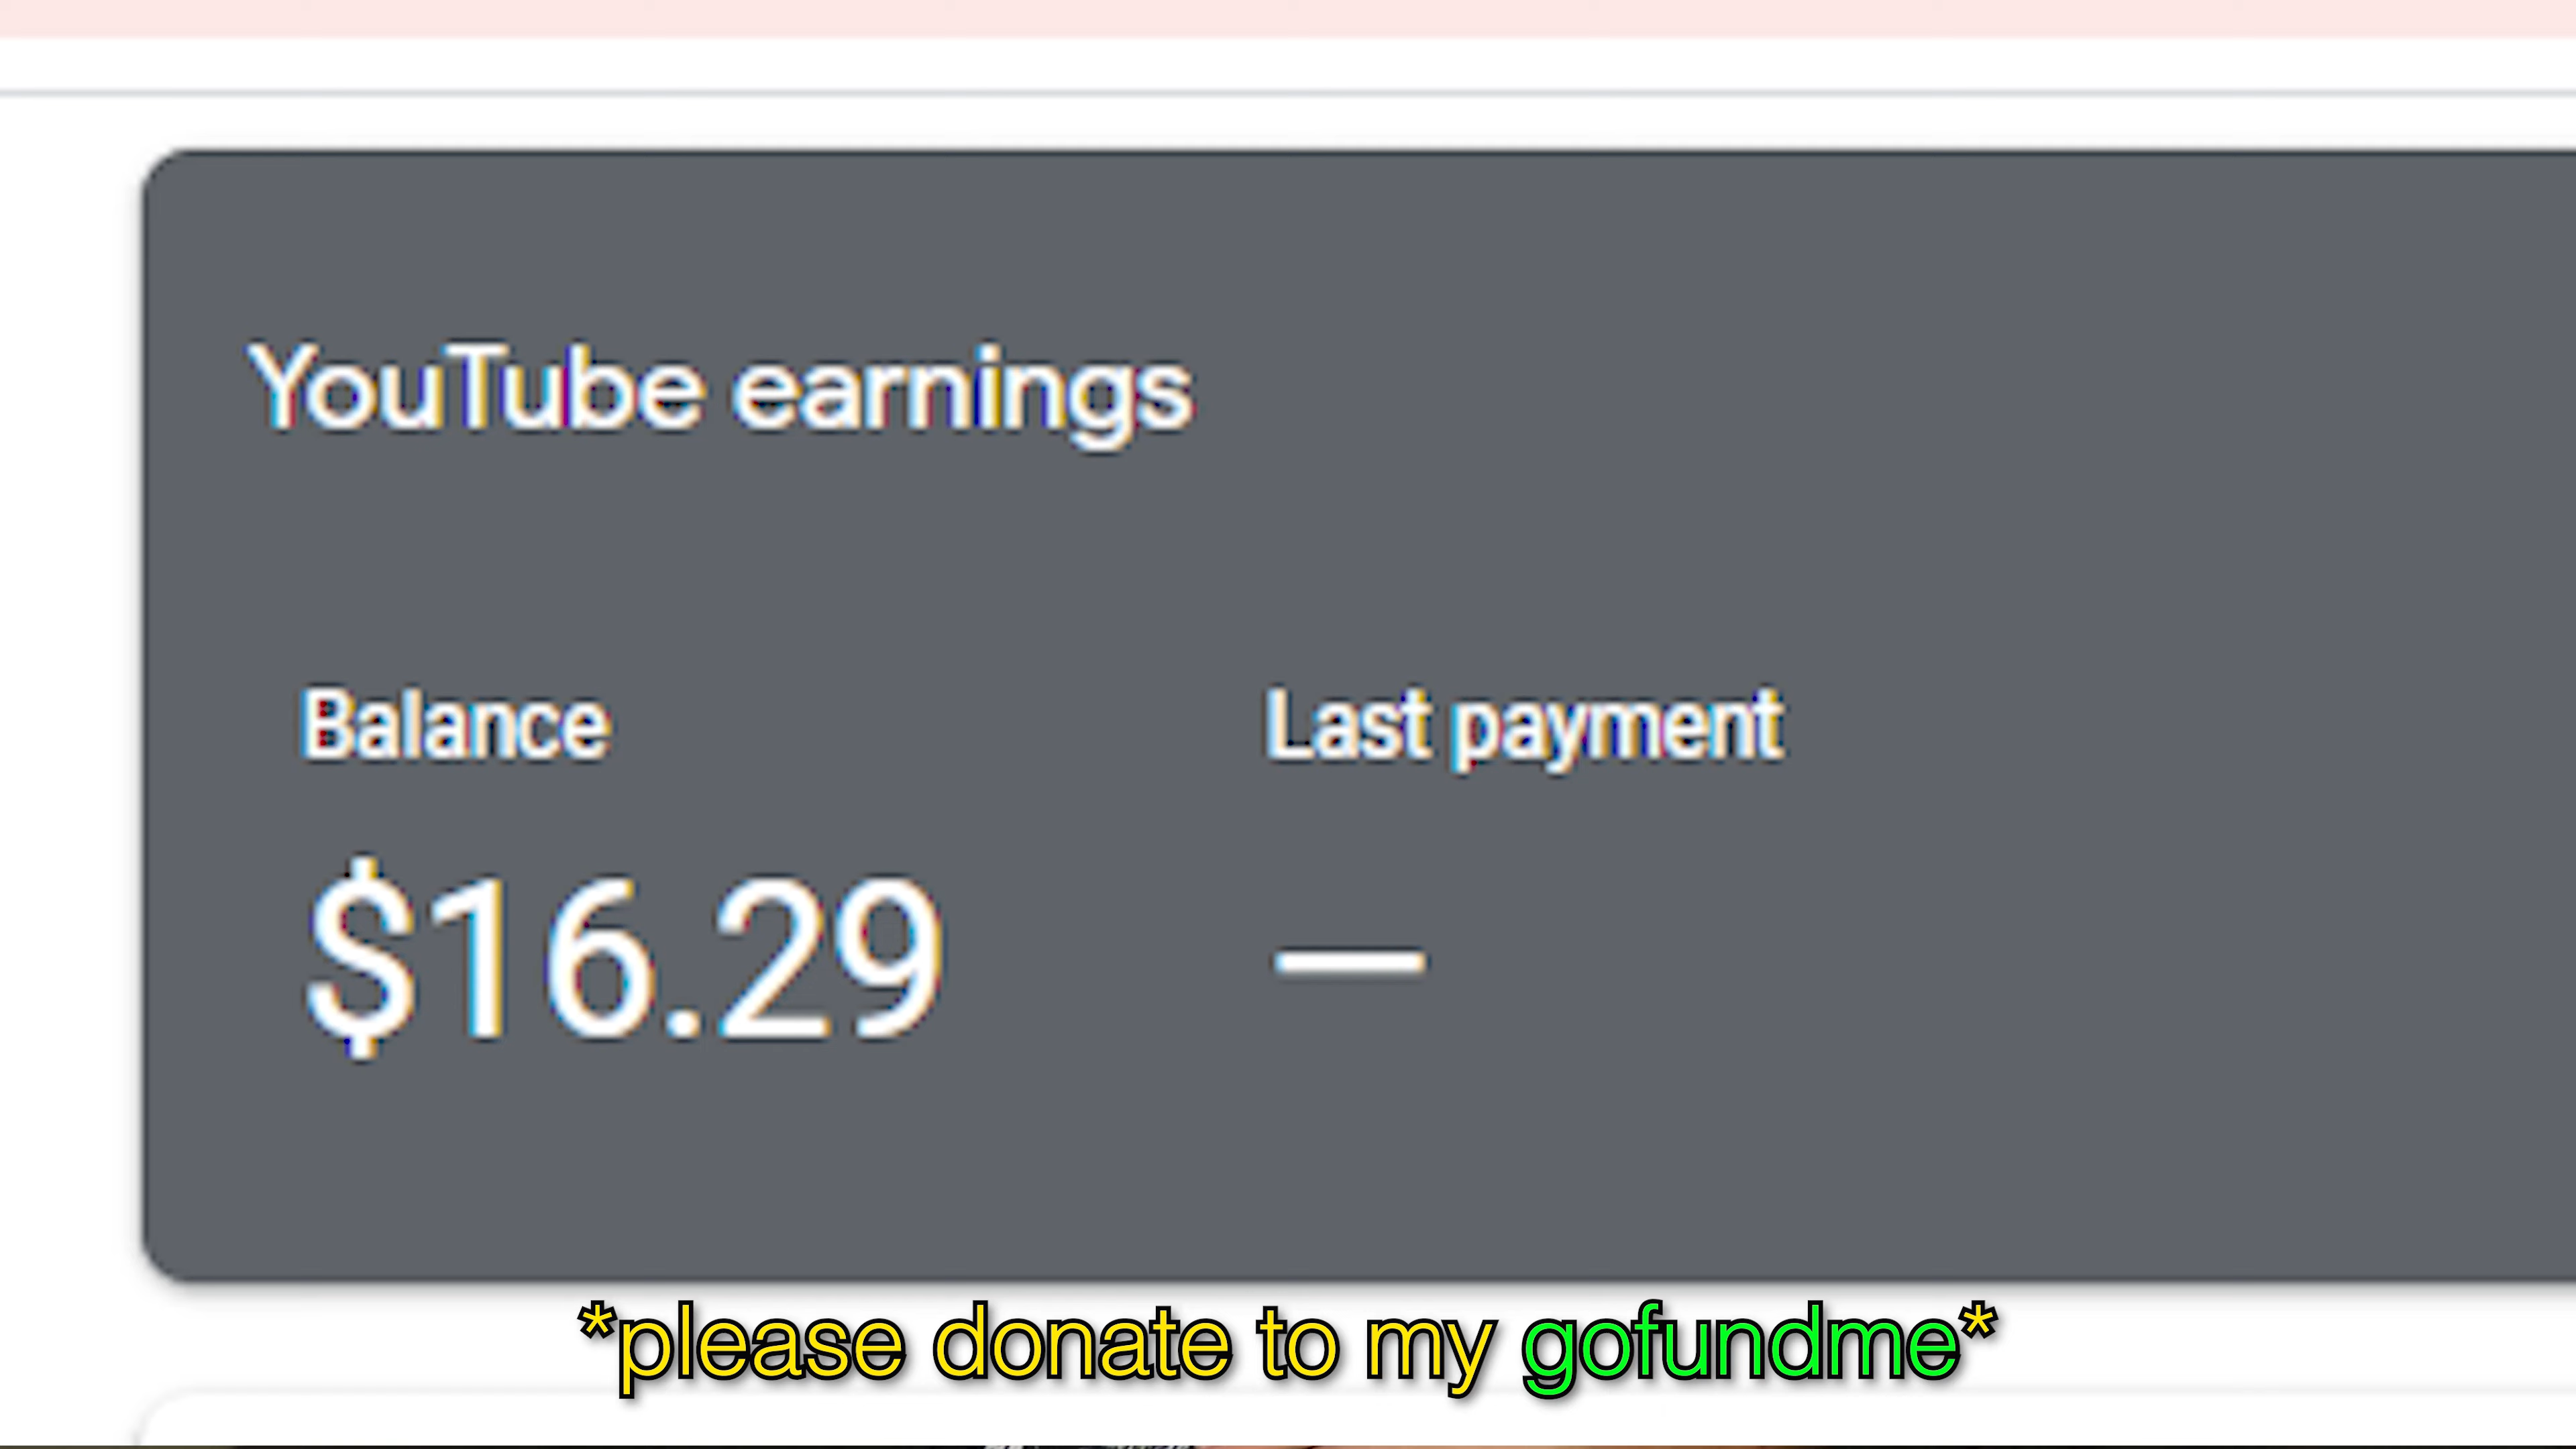 YouTube earnings
Balance
Last payment
$16.29
—
*please donate to my gofundme*